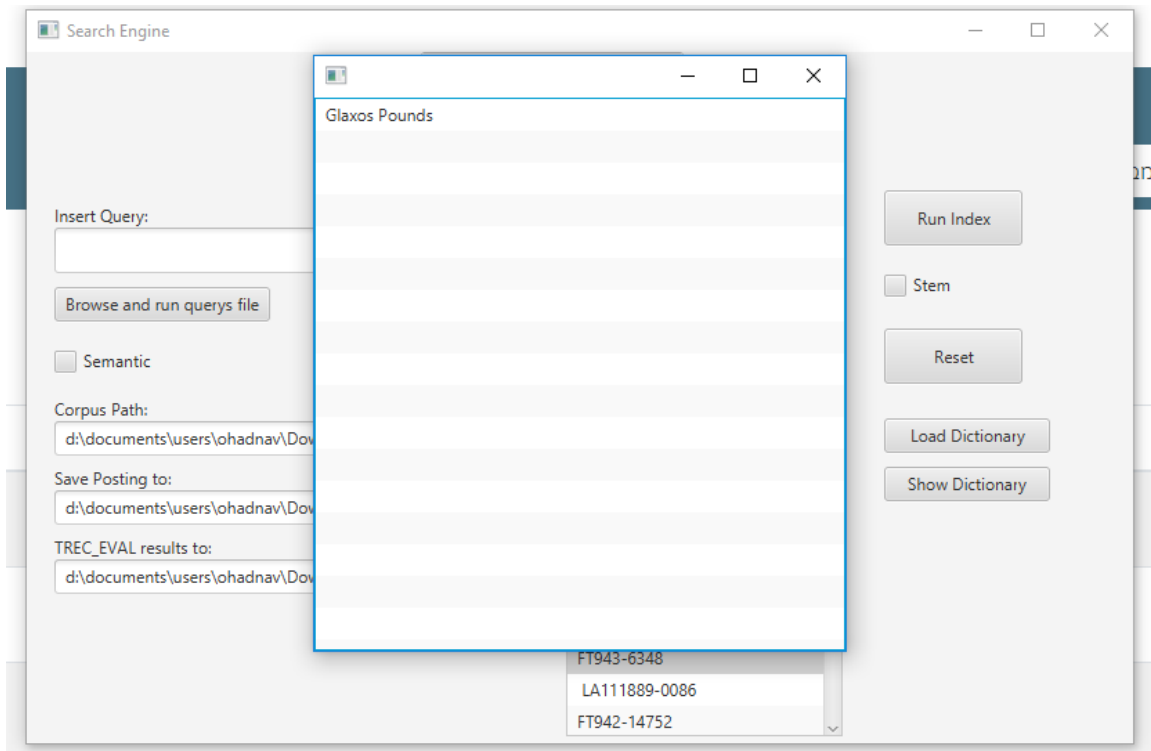 Search Engine
Glaxos Pounds
Insert Query:
Browse and run querys file
Semantic
Corpus Path:
d:\documents\users\ohadnav\Dov
Save Posting to:
d:\documents\users\ohadnav\Dov
TREC_EVAL results to:
d:\documents\users\ohadnav\Dov
FT943-6348
LA111889-0086
FT942-14752
Run Index
Stem
Reset
Load Dictionary
Show Dictionary